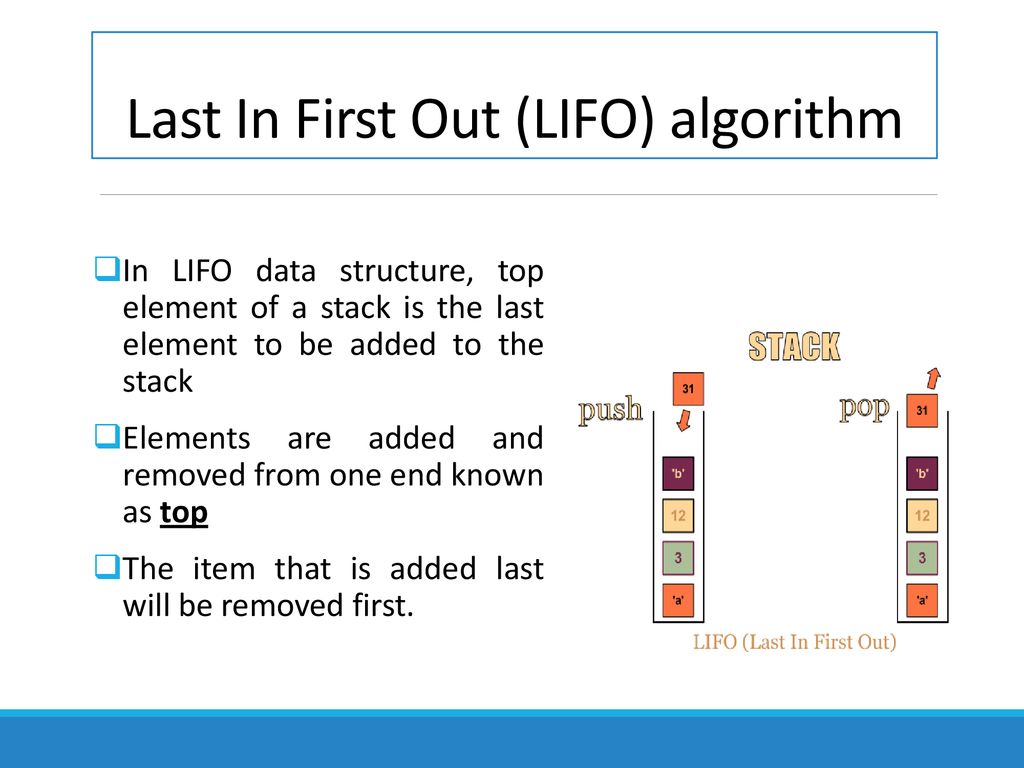 Last In First Out (LIFO) algorithm
In LIFO data structure, top
element of a stack is the last
element to be added to the
stack
Elements are added and
removed from one end known
as top
The item that is added last
will be removed first.
STACK
push
31
'b'
12
3
'a'
pop
31
'b'
12
3
'a'
LIFO (Last In First Out)